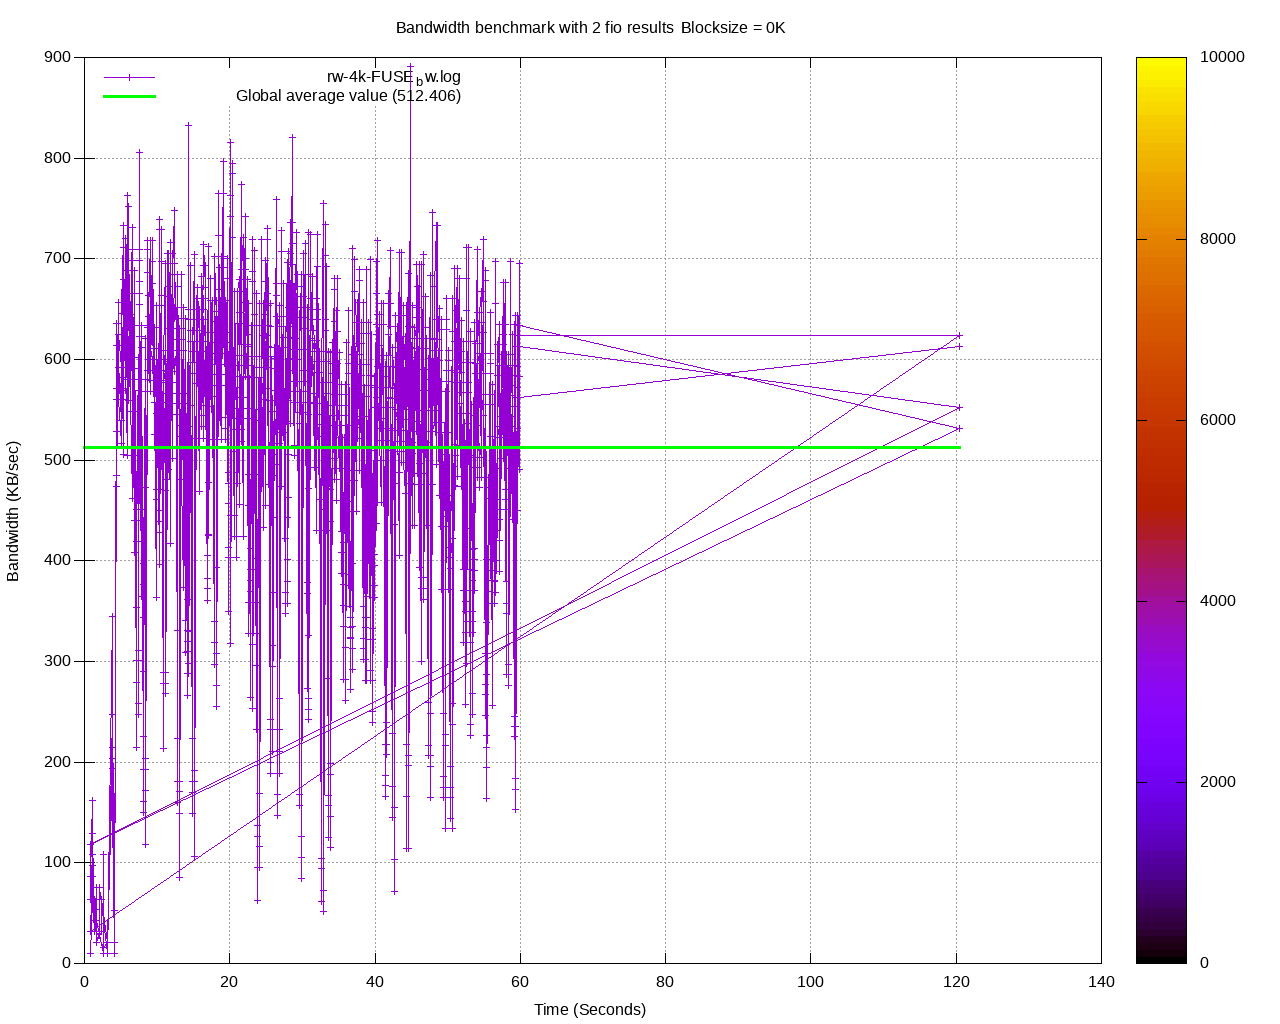 Bandwidth benchmark with 2 fio results Blocksize = 0K
rw-4k-FUSE_bw.log
Global average value (512.406)
Bandwidth (KB/sec)
900
800
700
600
500
400
300
200
100
0
0 20 40 60 80 100 120 140
Time (Seconds)
10000
8000
6000
4000
2000
0